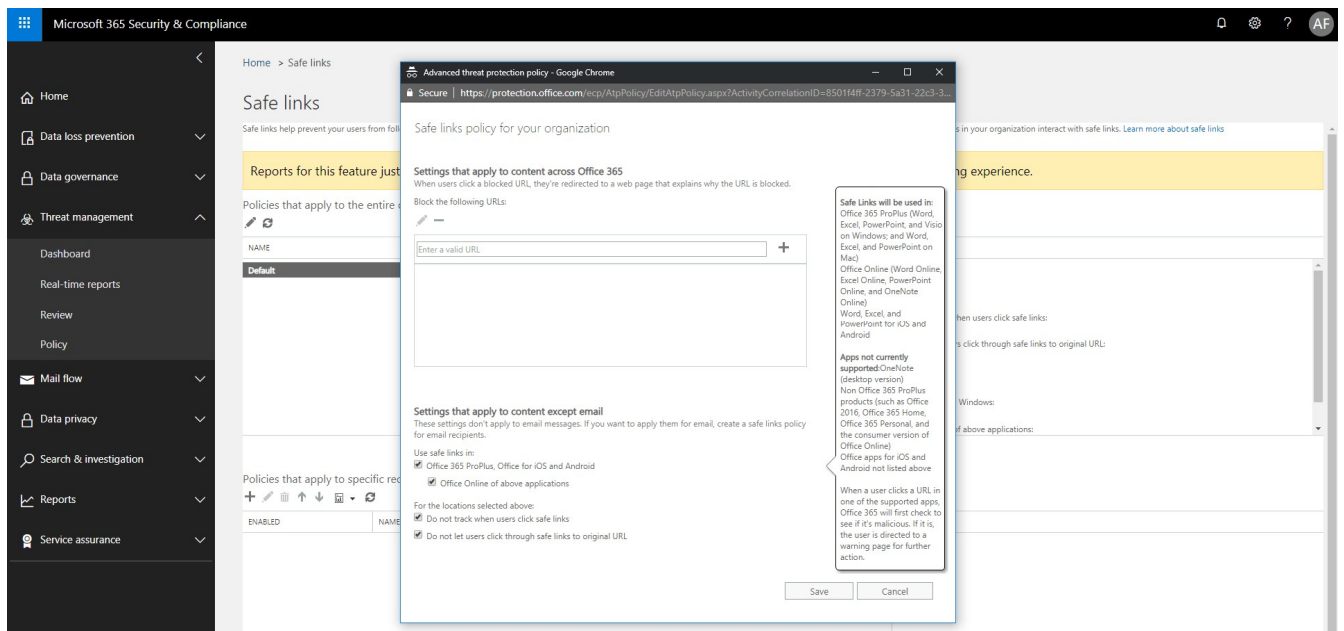 Microsoft 365 Security & Compliance
AF
Home
Data loss prevention
Data governance
Threat management
Dashboard
Real-time reports
Review
Policy
Mail flow
Data privacy
Search & investigation
Reports
Service assurance
Home > Safe links
Safe links
Safe links help prevent your users from foll
s in your organization interact with safe links. Learn more about safe links
Reports for this feature just
ng experience.
Policies that apply to the entire
NAME
Default
hen users click safe links:
s click through safe links to original URL:
Windows:
of above applications:
Policies that apply to specific rec
ENABLED
NAME
Advanced threat protection policy - Google Chrome
Secure | https://protection.office.com/ecp/AtpPolicy/EditAtpPolicy.aspx?ActivityCorrelationID=8501f4ff-2379-5a31-22c3-3...
Safe links policy for your organization
Settings that apply to content across Office 365
When users click a blocked URL, they're redirected to a web page that explains why the URL is blocked.
Block the following URLs:
Enter a valid URL
Settings that apply to content except email
These settings don't apply to email messages. If you want to apply them for email, create a safe links policy
for email recipients.
Use safe links in:
Office 365 ProPlus, Office for iOS and Android
Office Online of above applications
For the locations selected above:
Do not track when users click safe links
Do not let users click through safe links to original URL
Safe Links will be used in:
Office 365 ProPlus (Word,
Excel, PowerPoint, and Visio
on Windows; and Word,
Excel, and PowerPoint on
Mac)
Office Online (Word Online,
Excel Online, PowerPoint
Online, and OneNote
Online)
Word, Excel, and
PowerPoint for iOS and
Android
Apps not currently
supported:OneNote
(desktop version)
Non Office 365 ProPlus
products (such as Office
2016, Office 365 Home,
Office 365 Personal, and
the consumer version of
Office Online)
Office apps for iOS and
Android not listed above
When a user clicks a URL in
one of the supported apps,
Office 365 will first check to
see if it's malicious. If it is,
the user is directed to a
warning page for further
action.
Save
Cancel